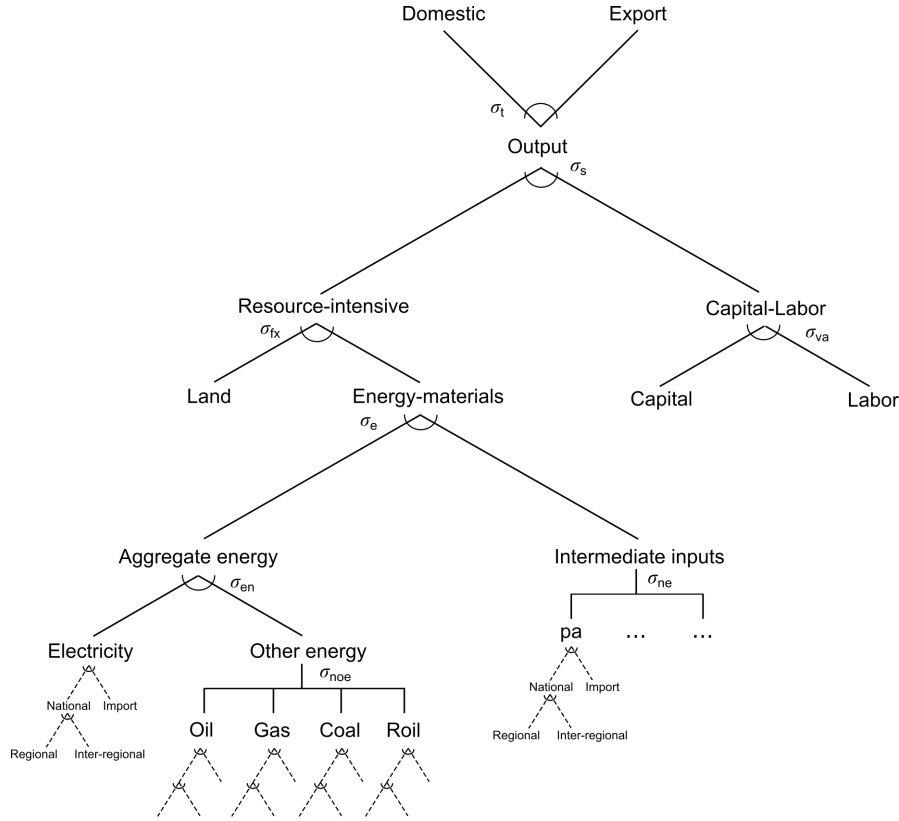 Domestic Export
σt
Output
σs
Resource-intensive Capital-Labor
σfx σva
Land Energy-materials Capital Labor
σe
Aggregate energy Intermediate inputs
σen σne
Electricity Other energy pa ... ...
σnoe
National Import National Import
Oil Gas Coal Roil
Regional Inter-regional Regional Inter-regional